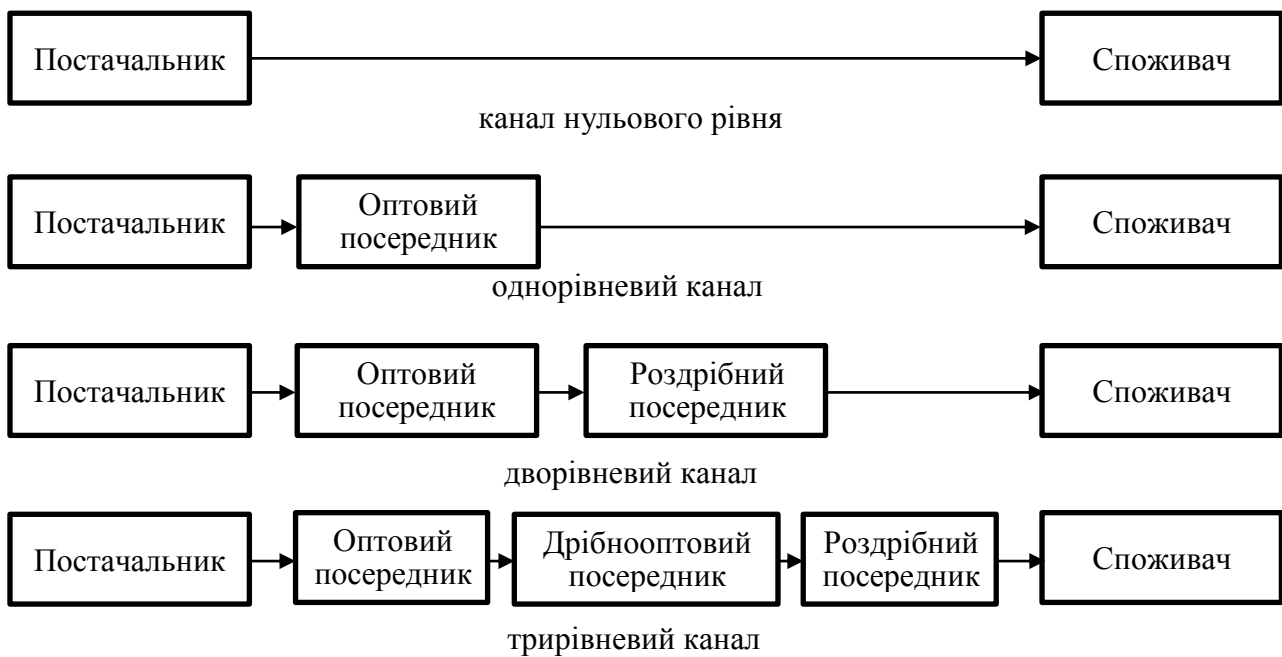 Постачальник
Споживач
канал нульового рівня
Постачальник
Оптовий
посередник
Споживач
однорівневий канал
Постачальник
Оптовий
посередник
Роздрібний
посередник
Споживач
дворівневий канал
Постачальник
Оптовий
посередник
Дрібнооптовий
посередник
Роздрібний
посередник
Споживач
трирівневий канал